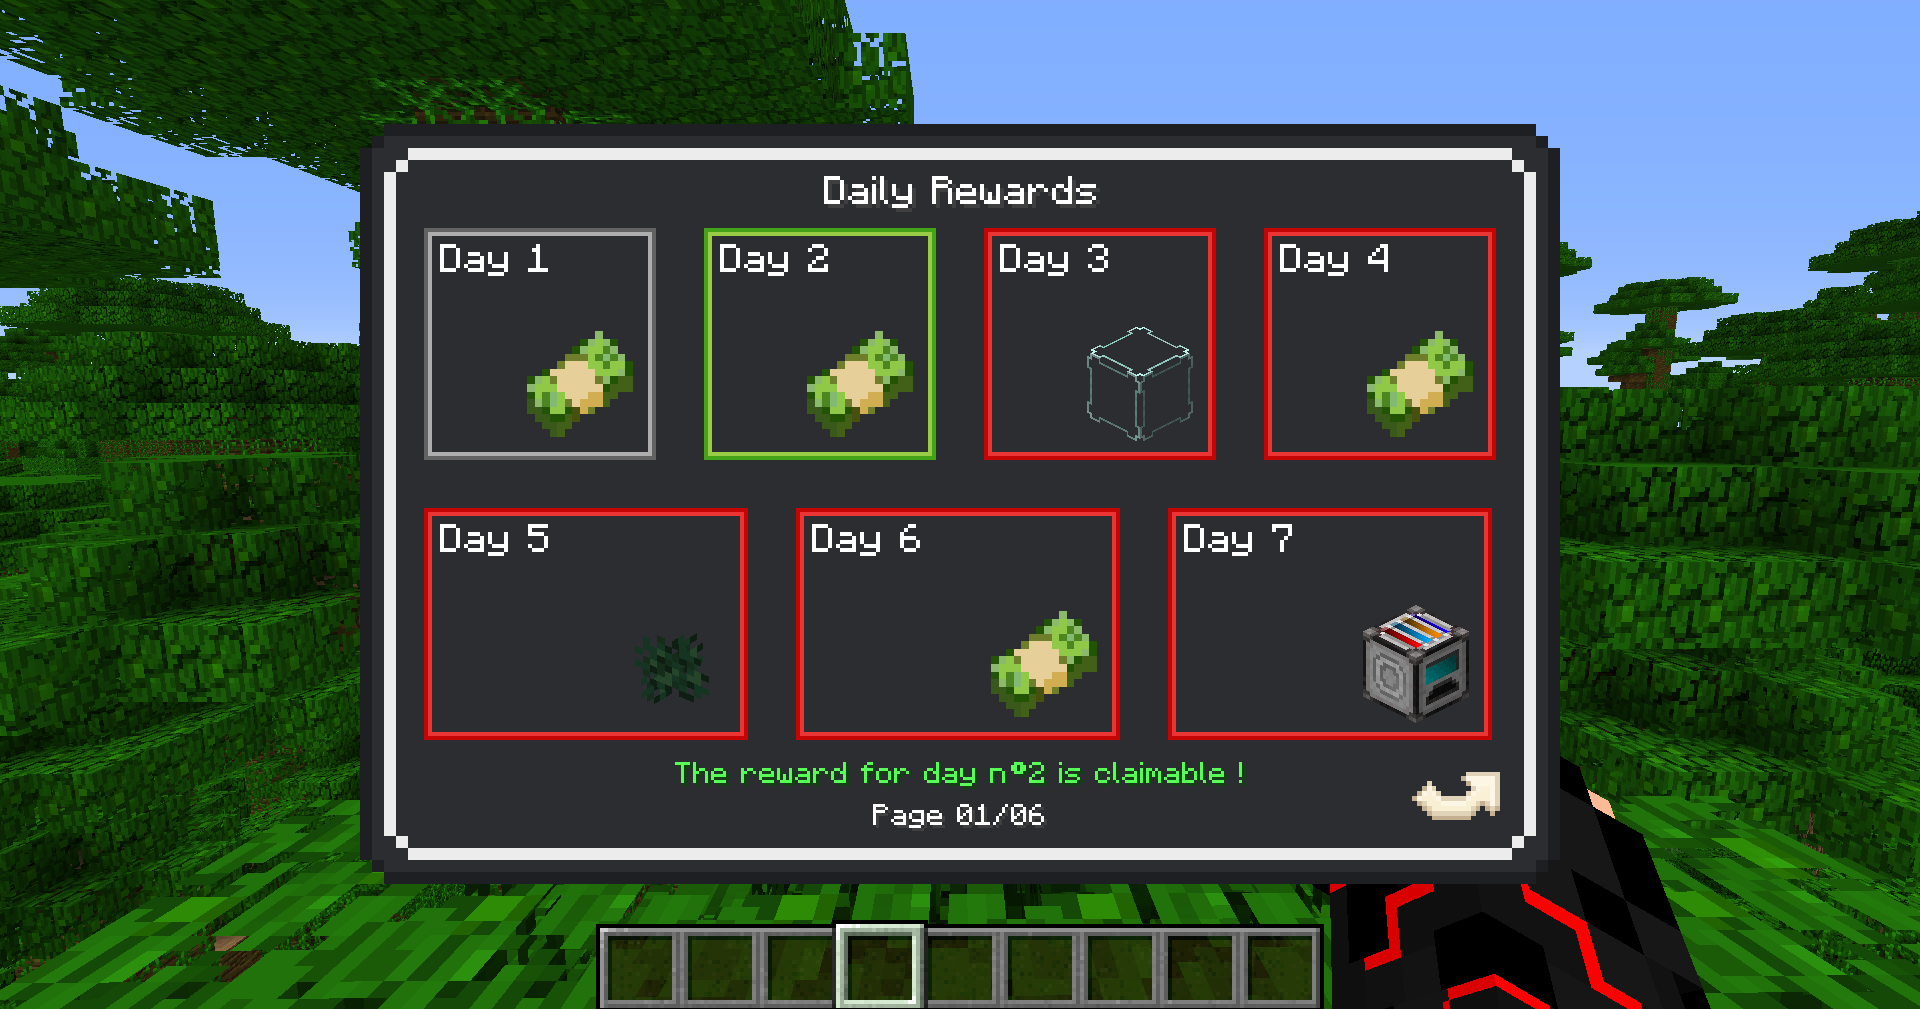 Daily Rewards
Day 1
Day 2
Day 3
Day 4
Day 5
Day 6
Day 7
The reward for day n°2 is claimable !
Page 01/06